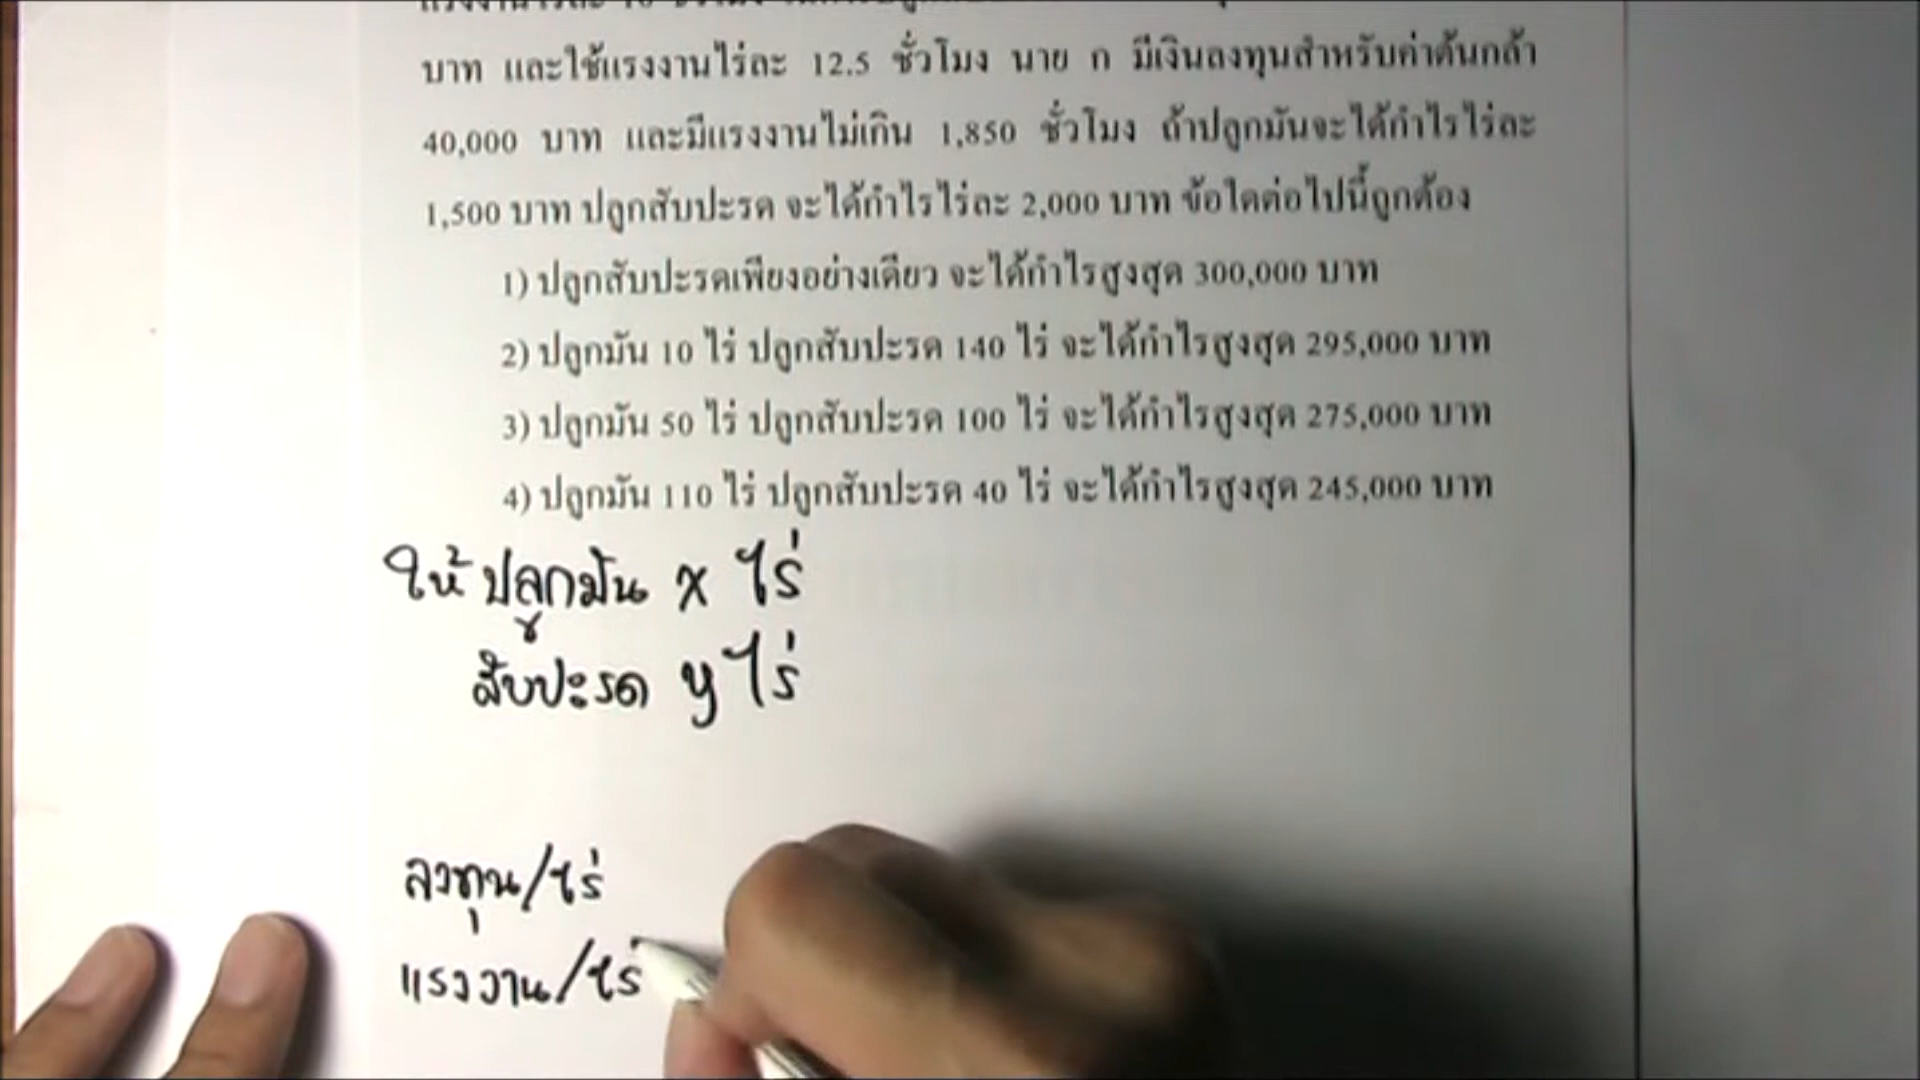 บาท และใช้แรงงานไร่ละ 12.5 ชั่วโมง นาย ก มีเงินลงทุนสำหรับค่าต้นกล้า
40,000 บาท และมีแรงงานไม่เกิน 1,850 ชั่วโมง ถ้าปลูกมันจะได้กำไรไร่ละ
1,500 บาท ปลูกสับปะรด จะได้กำไรไร่ละ 2,000 บาท ข้อใดต่อไปนี้ถูกต้อง
1) ปลูกสับปะรดเพียงอย่างเดียว จะได้กำไรสูงสุด 300,000 บาท
2) ปลูกมัน 10 ไร่ ปลูกสับปะรด 140 ไร่ จะได้กำไรสูงสุด 295,000 บาท
3) ปลูกมัน 50 ไร่ ปลูกสับปะรด 100 ไร่ จะได้กำไรสูงสุด 275,000 บาท
4) ปลูกมัน 110 ไร่ ปลูกสับปะรด 40 ไร่ จะได้กำไรสูงสุด 245,000 บาท
ให้ ปลูกมัน x ไร่
สับปะรด y ไร่
ลงทุน/ไร่
แรงงาน/ไร่